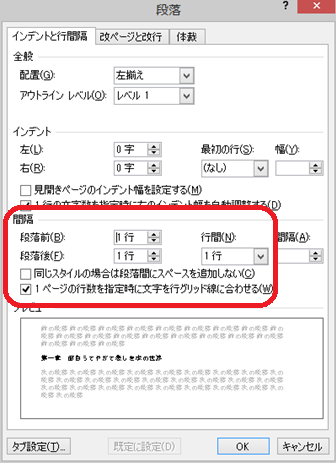 段落
?
インデントと行間隔 改ページと改行 体裁
全般
配置(G): 左揃え
アウトライン レベル(O): レベル 1
インデント
左(L): 0 字 最初の行(S): 幅(Y):
右(R): 0 字 (なし)
見開きページのインデント幅を設定する(M)
1 行の文字数を指定時に右のインデント幅を自動調整する(D)
間隔
段落前(B): 1 行 行間(N): 間隔(A):
段落後(F): 1 行 1 行
同じスタイルの場合は段落間にスペースを追加しない(C)
1 ページの行数を指定時に文字を行グリッド線に合わせる(W)
プレビュー
タブ設定(T)... 既定に設定(D) OK キャンセル